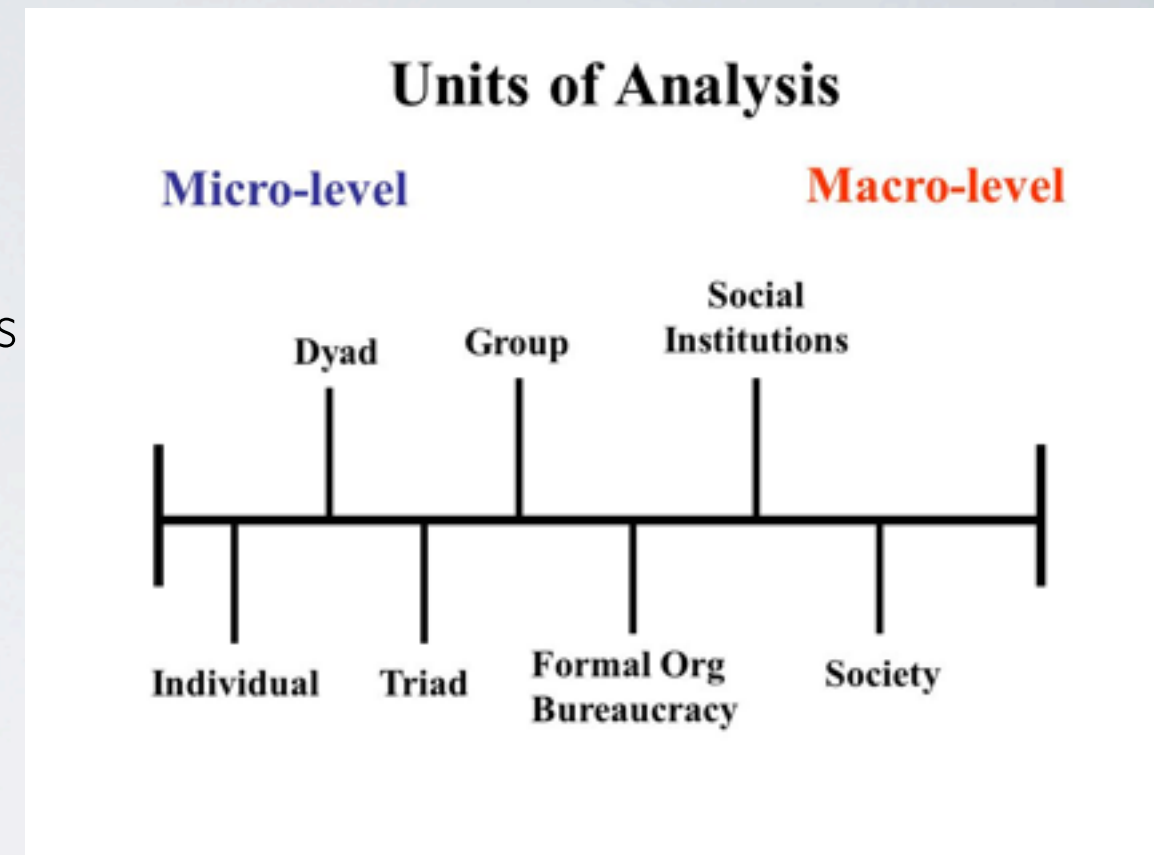 Units of Analysis
Micro-level
Macro-level
s
Dyad
Group
Social
Institutions
Individual
Triad
Formal Org
Bureaucracy
Society